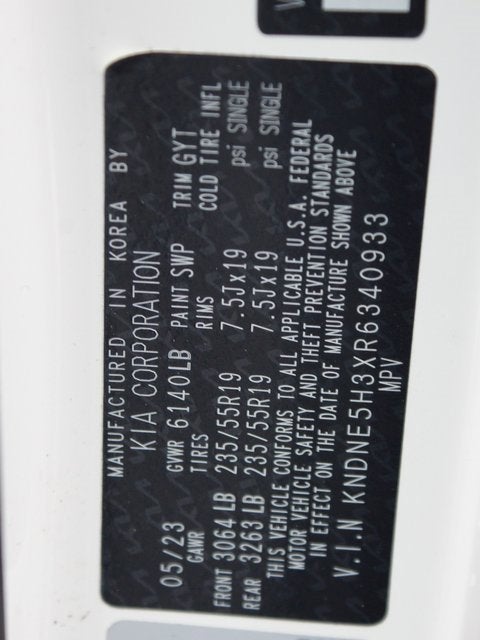 MANUFACTURED IN KOREA BY
KIA CORPORATION
05/23 GVWR 6140LB PAINT SWP TRIM GYT
GAWR TIRES RIMS COLD TIRE INFL
FRONT 3064 LB 235/55R19 7.5Jx19 psi SINGLE
REAR 3263 LB 235/55R19 7.5Jx19 psi SINGLE
THIS VEHICLE CONFORMS TO ALL APPLICABLE U.S.A. FEDERAL
MOTOR VEHICLE SAFETY AND THEFT PREVENTION STANDARDS
IN EFFECT ON THE DATE OF MANUFACTURE SHOWN ABOVE
V.I.N KNDNE5H3XR6340933
MPV